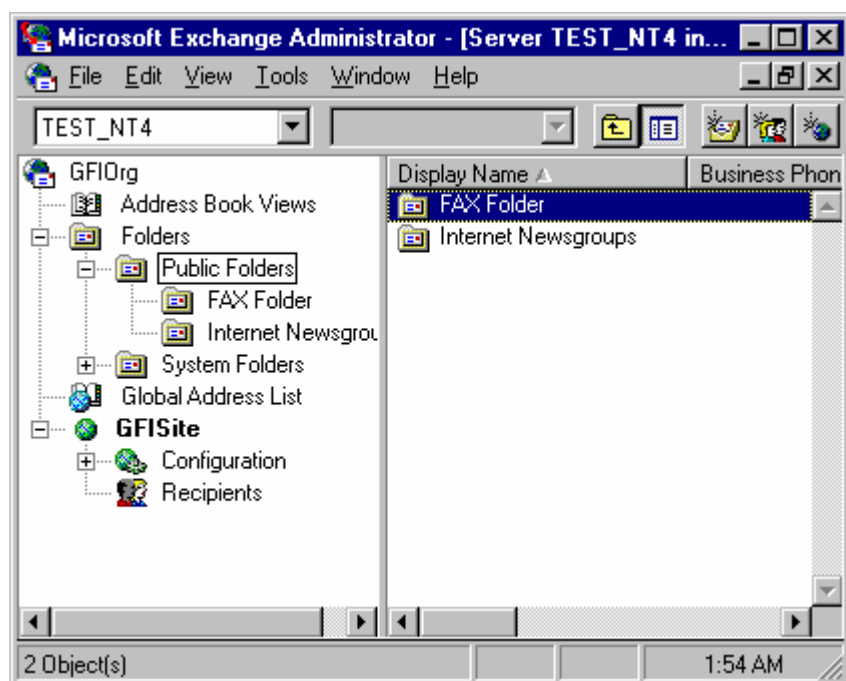 Microsoft Exchange Administrator - [Server TEST_NT4 in...
File Edit View Tools Window Help
TEST_NT4
GFIOrg
Address Book Views
Folders
Public Folders
FAX Folder
Internet Newsgrou
System Folders
Global Address List
GFISite
Configuration
Recipients
Display Name Business Phon
FAX Folder
Internet Newsgroups
2 Object(s) 1:54 AM